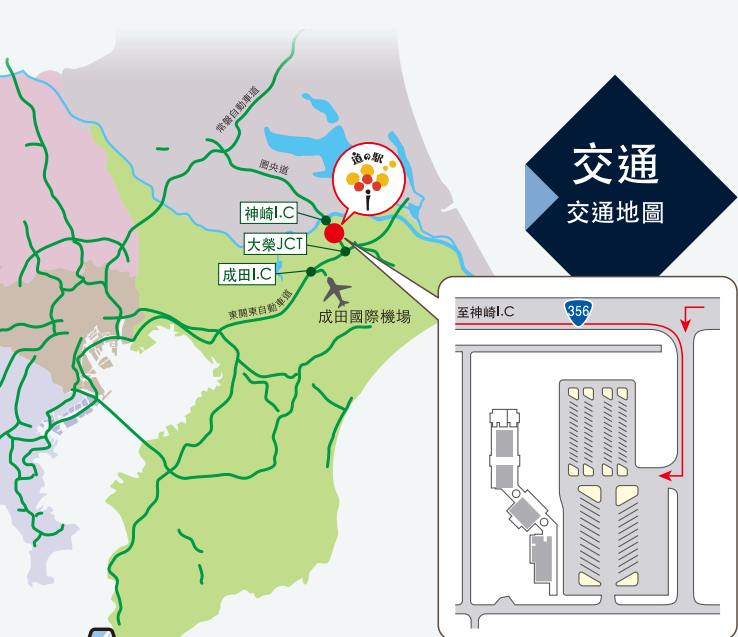 交通
交通地圖
常磐自動車道
圏央道
道の駅
神崎I.C
大榮JCT
成田I.C
東關東自動車道
成田國際機場
至神崎I.C
356